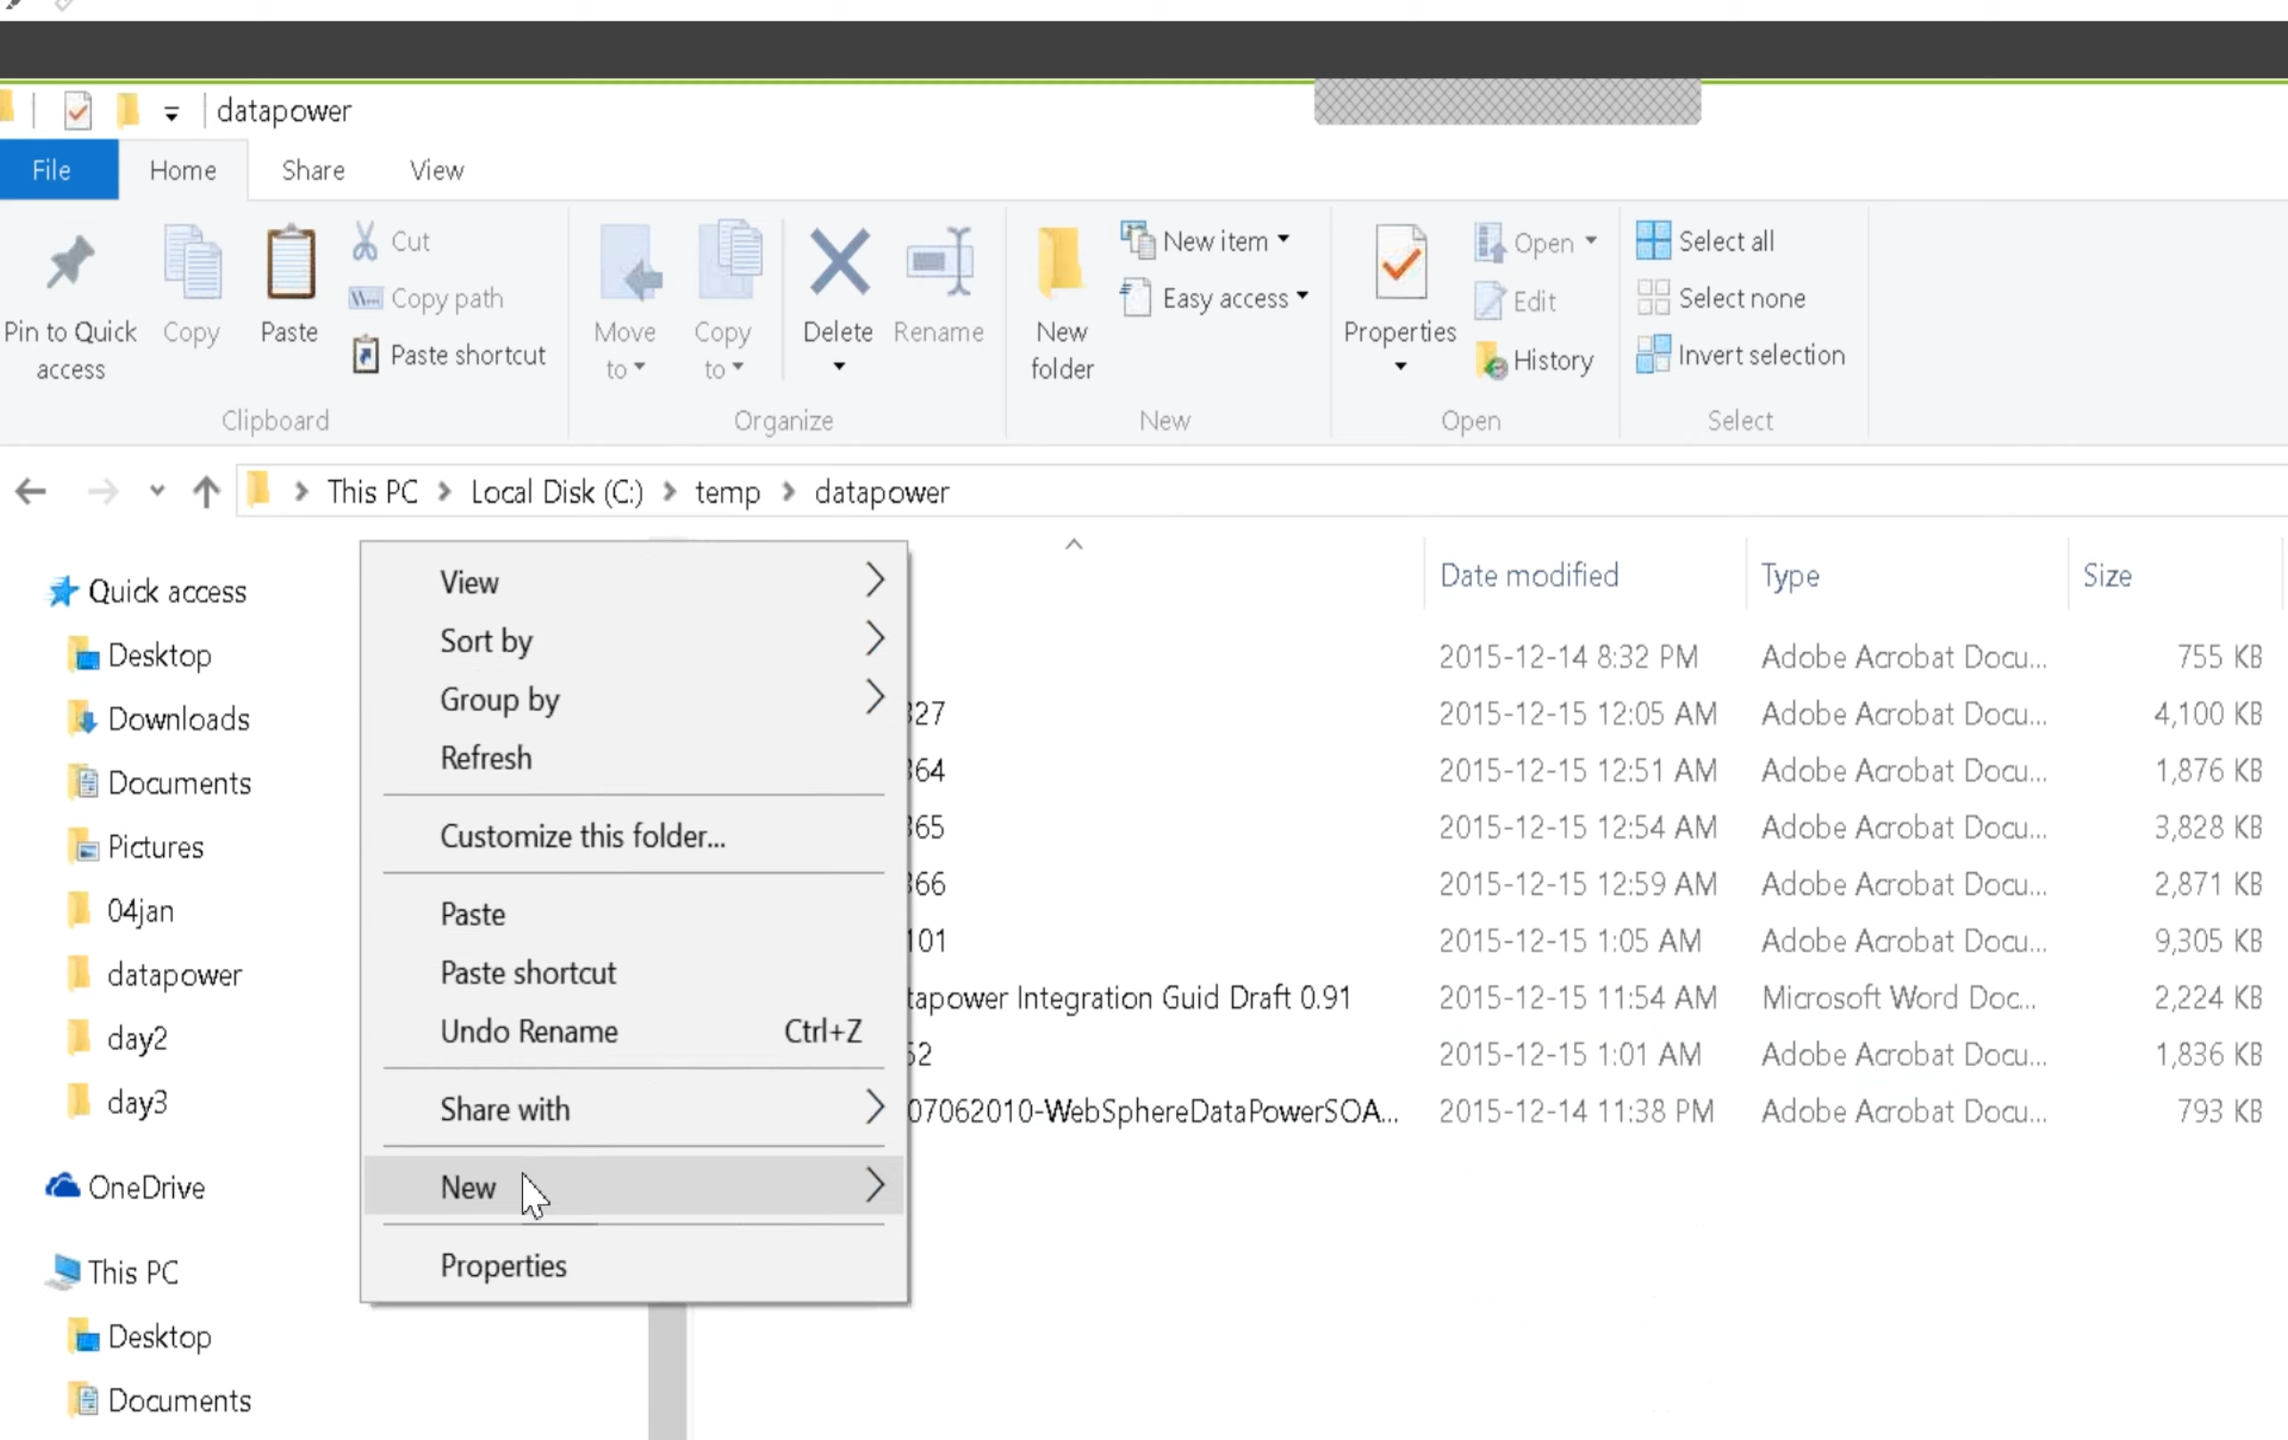 datapower
File Home Share View
Pin to Quick access
Copy
Paste
Cut
Copy path
Paste shortcut
Clipboard
Move to
Copy to
Delete
Rename
Organize
New folder
New item
Easy access
New
Properties
Open
Edit
History
Open
Select all
Select none
Invert selection
Select
This PC Local Disk (C:) temp datapower
Quick access
Desktop
Downloads
Documents
Pictures
04jan
datapower
day2
day3
OneDrive
This PC
Desktop
Documents
View
Sort by
Group by
Refresh
Customize this folder...
Paste
Paste shortcut
Undo Rename Ctrl+Z
Share with
New
Properties
Date modified Type Size
2015-12-14 8:32 PM Adobe Acrobat Docu... 755 KB
327 2015-12-15 12:05 AM Adobe Acrobat Docu... 4,100 KB
364 2015-12-15 12:51 AM Adobe Acrobat Docu... 1,876 KB
365 2015-12-15 12:54 AM Adobe Acrobat Docu... 3,828 KB
366 2015-12-15 12:59 AM Adobe Acrobat Docu... 2,871 KB
101 2015-12-15 1:05 AM Adobe Acrobat Docu... 9,305 KB
tapower Integration Guid Draft 0.91 2015-12-15 11:54 AM Microsoft Word Doc... 2,224 KB
2015-12-15 1:01 AM Adobe Acrobat Docu... 1,836 KB
07062010-WebSphereDataPowerSOA... 2015-12-14 11:38 PM Adobe Acrobat Docu... 793 KB